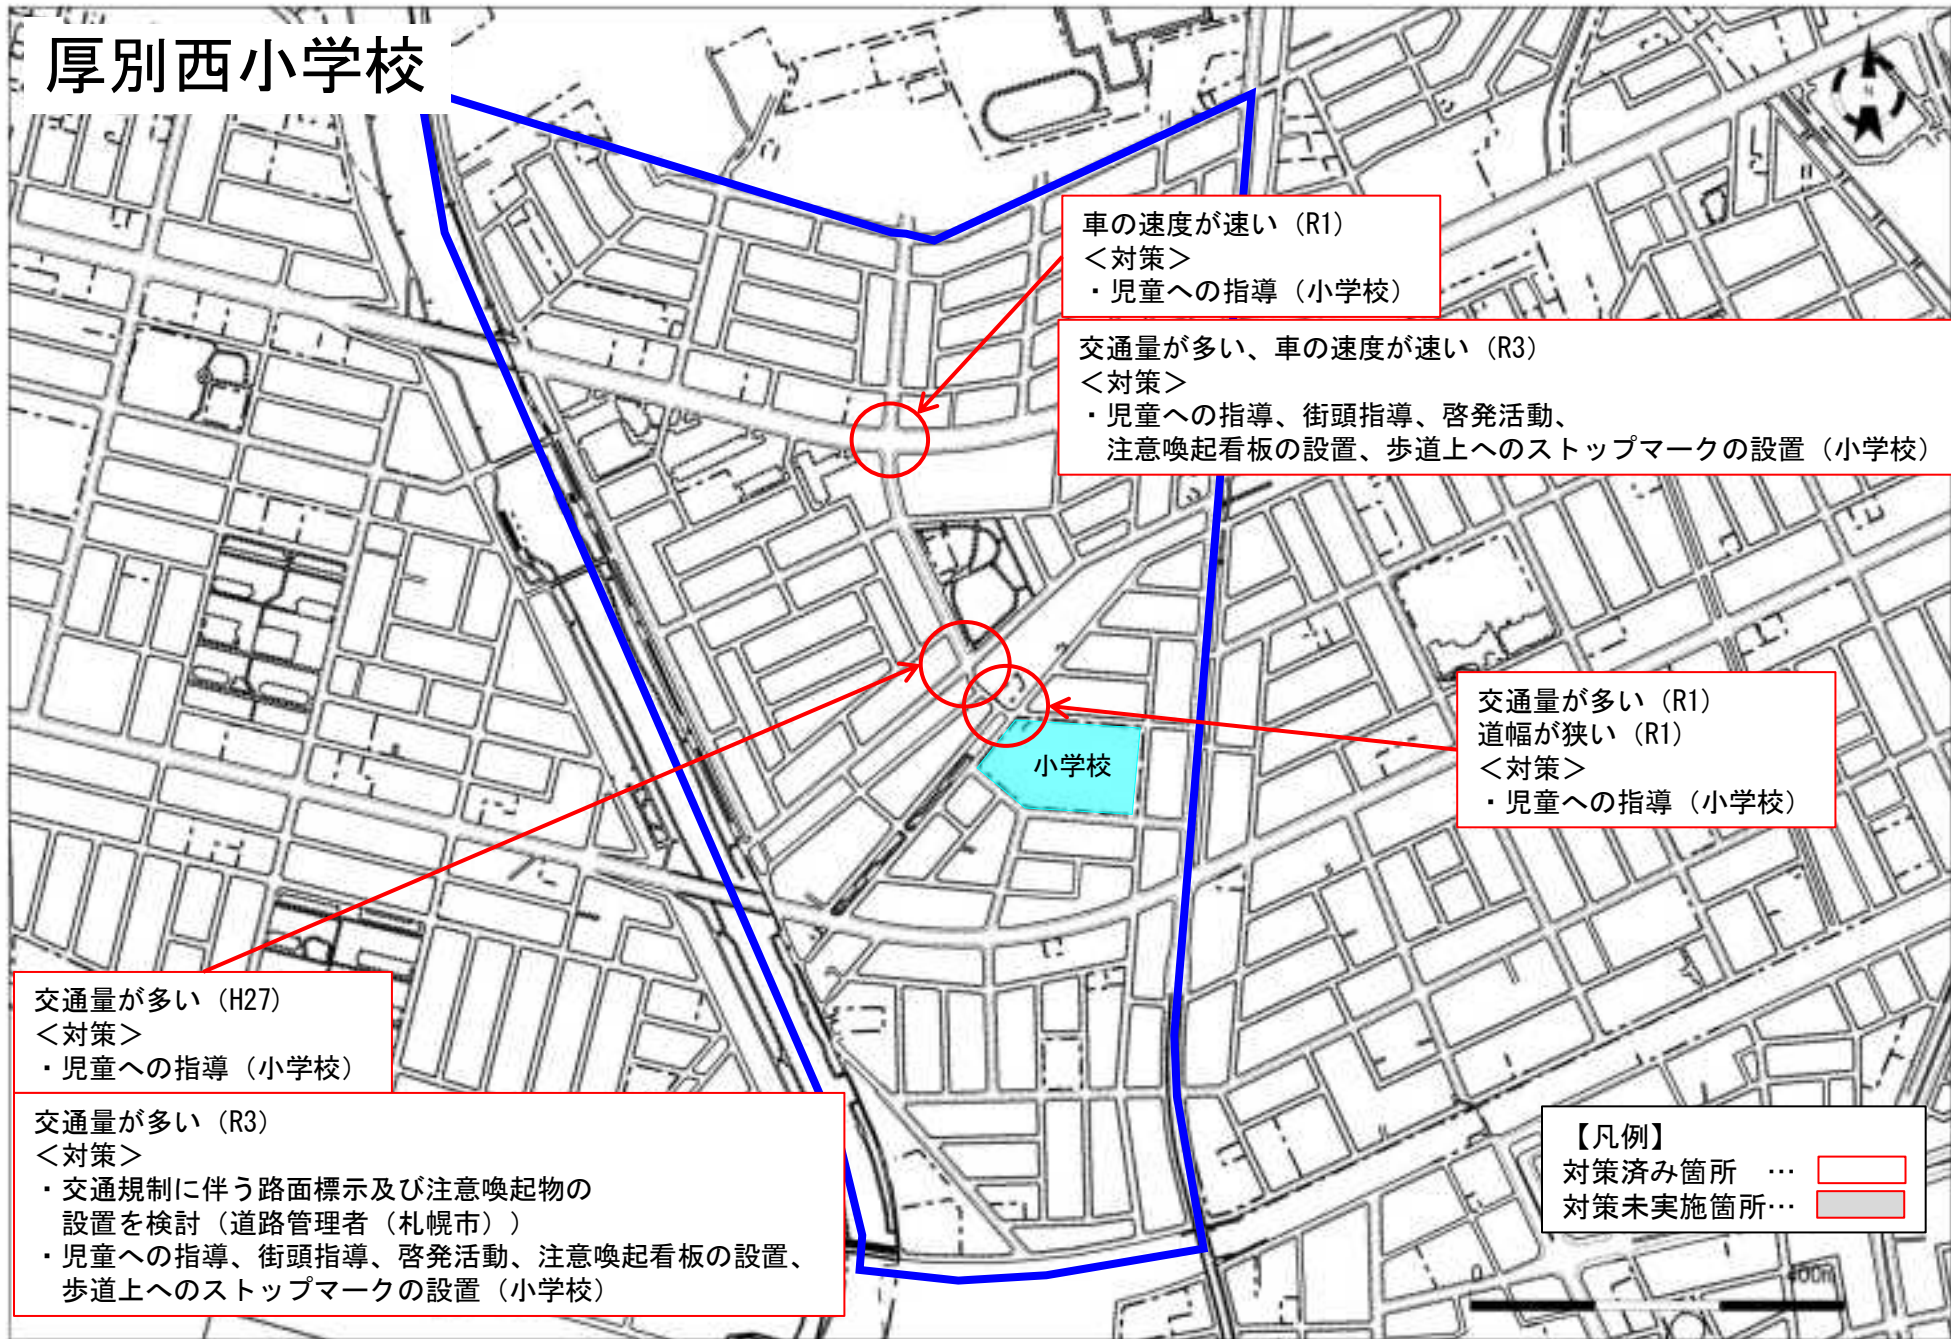 厚別西小学校
N
車の速度が速い（R1）
＜対策＞
・児童への指導（小学校）
交通量が多い、車の速度が速い（R3）
＜対策＞
・児童への指導、街頭指導、啓発活動、
注意喚起看板の設置、歩道上へのストップマークの設置（小学校）
交通量が多い（R1）
道幅が狭い（R1）
＜対策＞
・児童への指導（小学校）
小学校
交通量が多い（H27）
＜対策＞
・児童への指導（小学校）
交通量が多い（R3）
＜対策＞
・交通規制に伴う路面標示及び注意喚起物の
設置を検討（道路管理者（札幌市））
・児童への指導、街頭指導、啓発活動、注意喚起看板の設置、
歩道上へのストップマークの設置（小学校）
【凡例】
対策済み箇所　…
対策未実施箇所…
0 400m